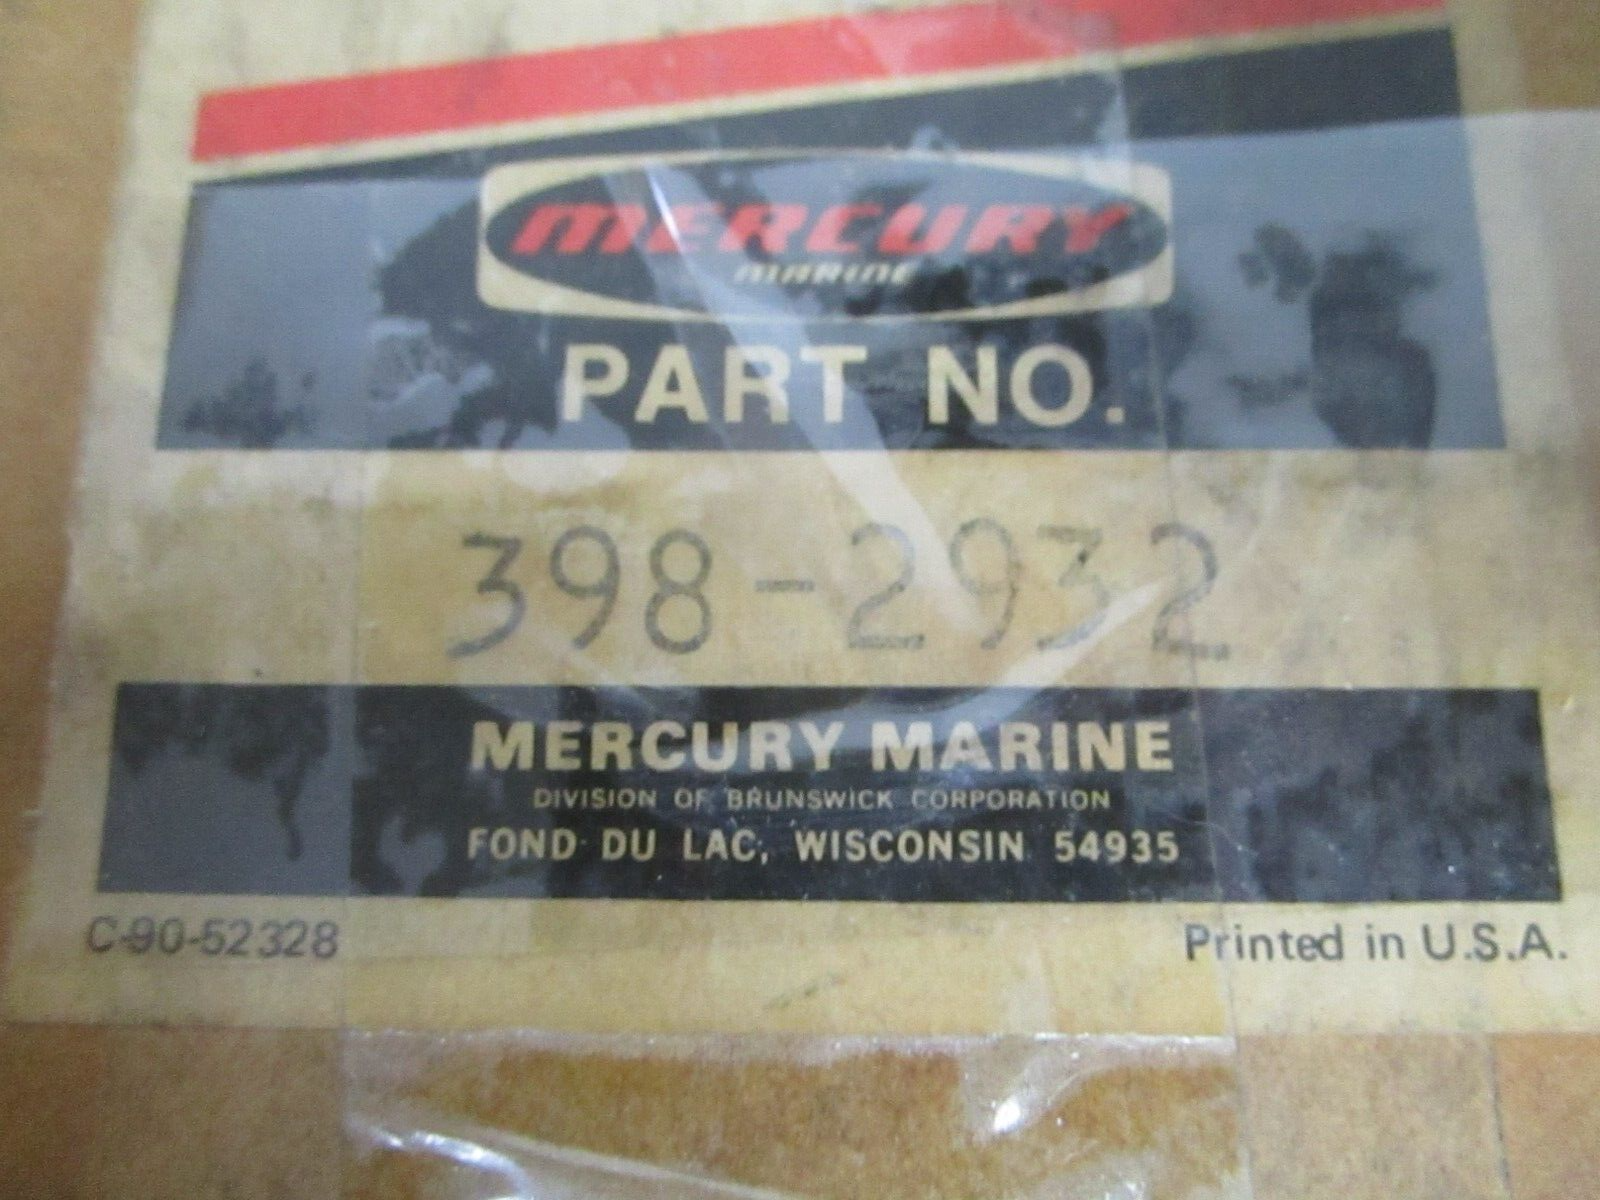 MERCURY
MARINE
PART NO.
398-2932
MERCURY MARINE
DIVISION OF BRUNSWICK CORPORATION
FOND DU LAC, WISCONSIN 54935
C-90-52328
Printed in U.S.A.